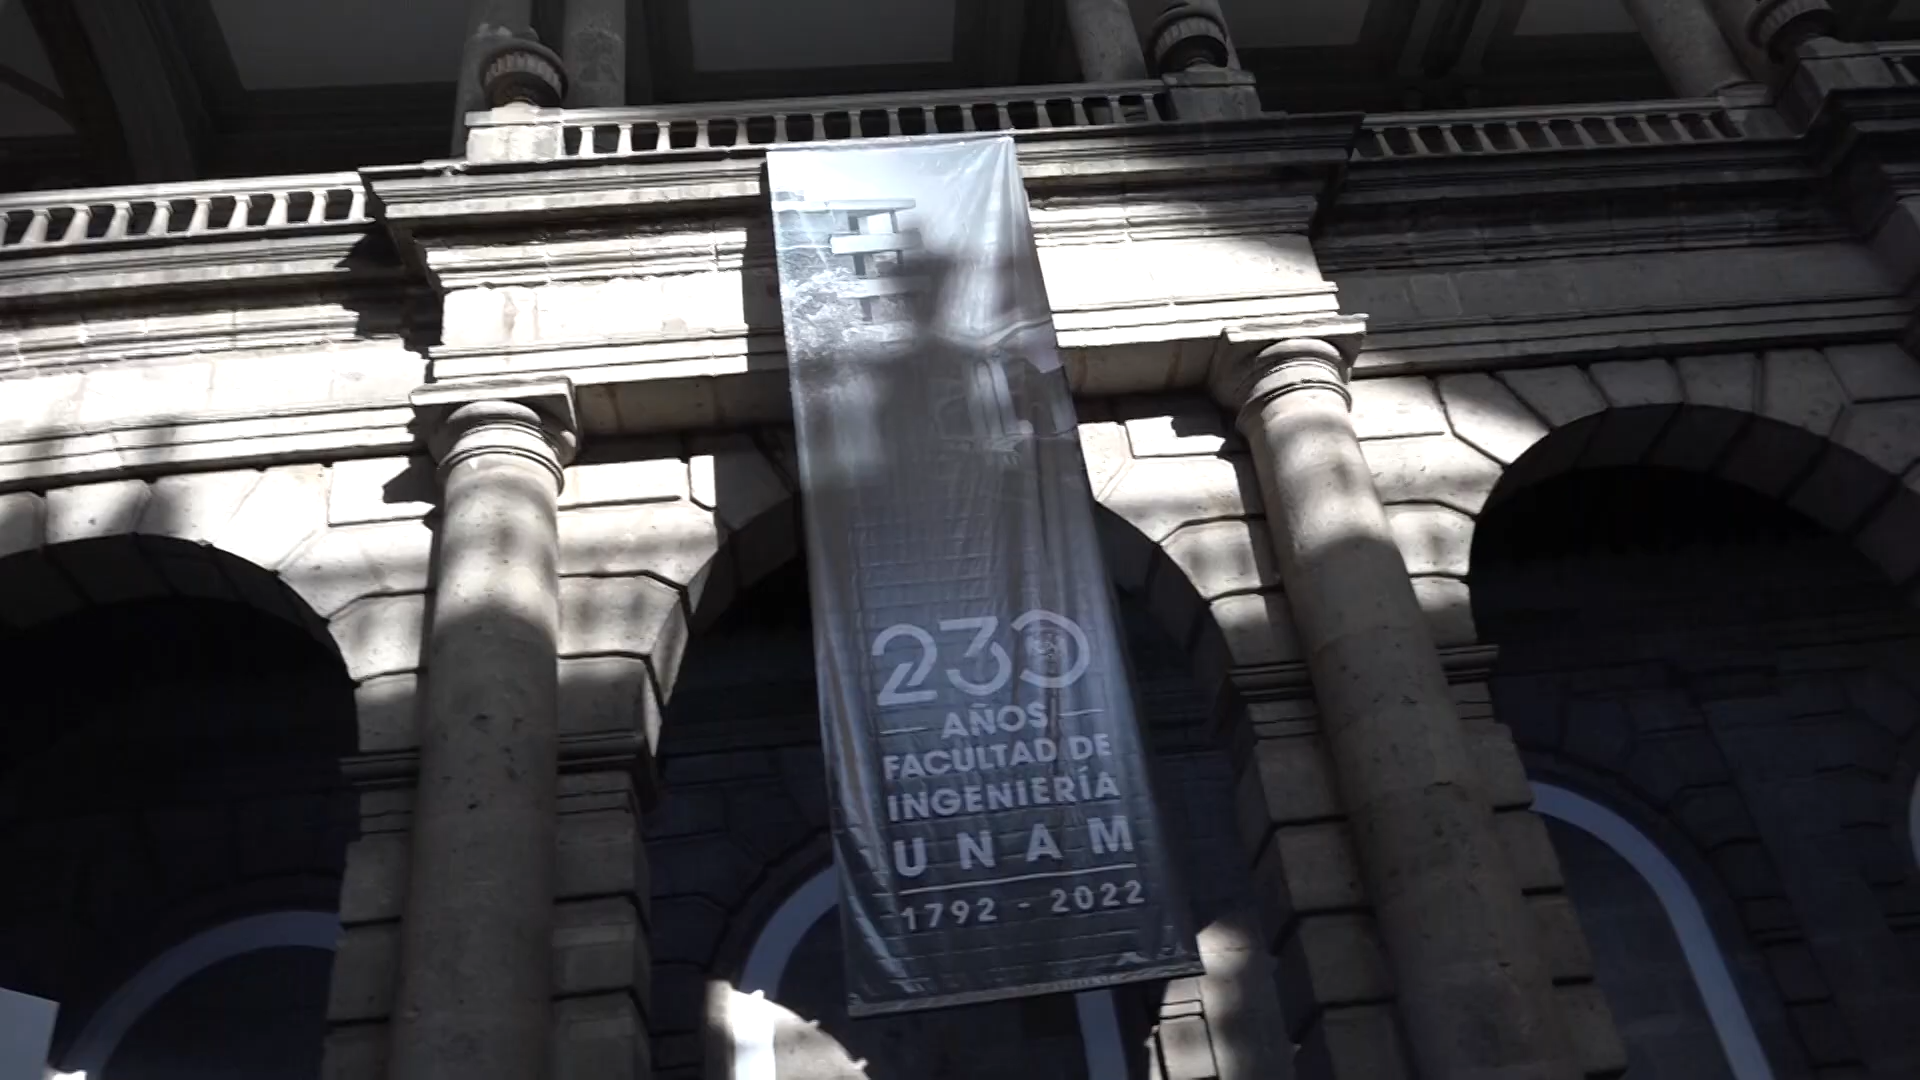 230
AÑOS
FACULTAD DE
INGENIERÍA
UNAM
1792 - 2022